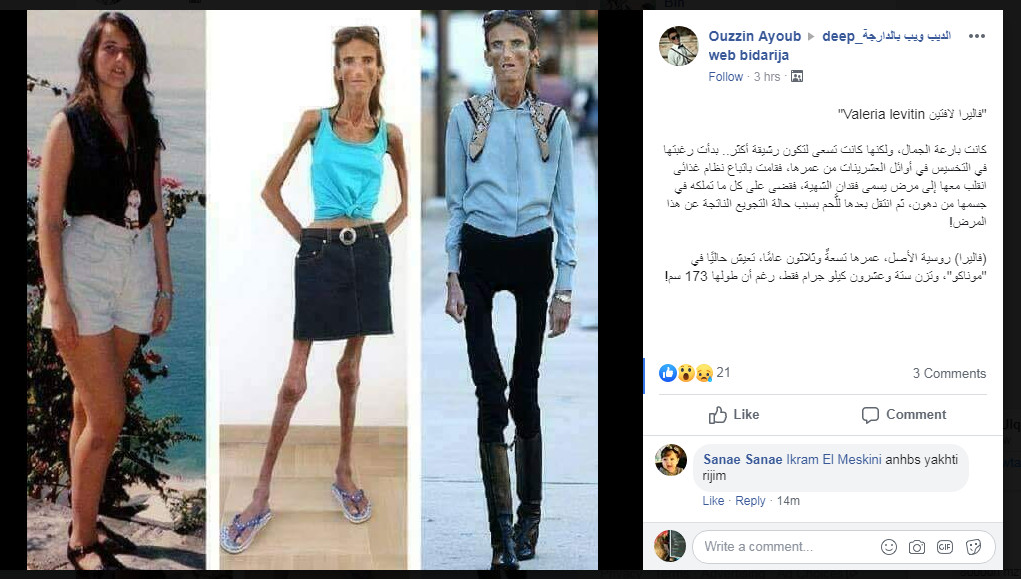 Ouzzin Ayoub ▸ deep_الديب ويب بالدارجة
web bidarija
Follow · 3 hrs ·
"فاليرا لافتين Valeria levitin"
كانت بارعة الجمال، ولكنها كانت تسعى لتكون رشيقة أكثر.. بدأت رغبتها
في التخسيس في أوائل العشرينات من عمرها، فقامت باتباع نظام غذائى
انقلب معها إلى مرض يسمى فقدان الشهية، فقضى على كل ما تملكه في
جسمها من دهون، ثم انتقل بعدها للَّحم بسبب حالة التجويع الناتجة عن هذا
المرض!
(فاليرا) روسية الأصل، عمرها تسعةٌ وثلاثون عامًا، تعيش حاليًا في
"موناكو"، وتزن ستة وعشرون كيلو جرام فقط، رغم أن طولها 173 سم!
21
3 Comments
Like
Comment
Sanae Sanae Ikram El Meskini anhbs yakhti
rijim
Like · Reply · 14m
Write a comment...
GIF